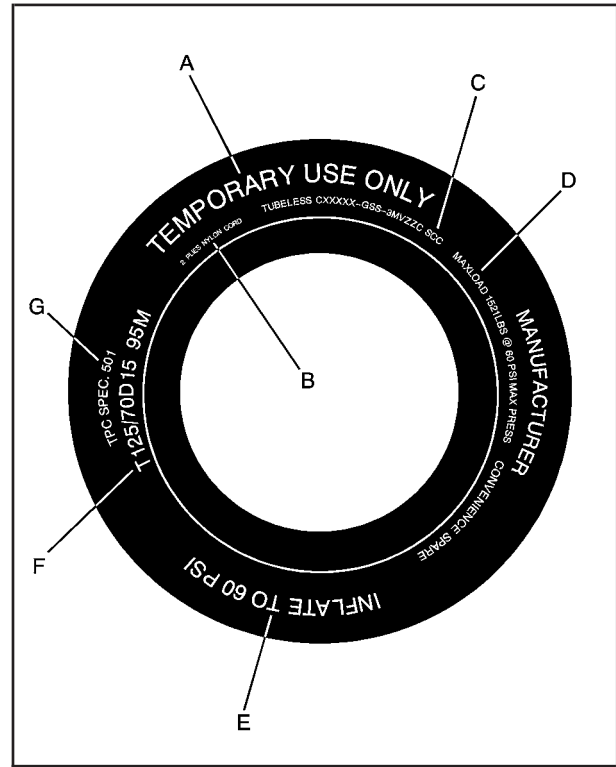 A
C
D
G
B
F
E
TEMPORARY USE ONLY
2 PLIES NYLON CORD
TUBELESS CXXXXX-GSS-3MVZZC SCC
MAXLOAD 1521LBS @ 60 PSI MAX PRESS
MANUFACTURER
CONVENIENCE SPARE
INFLATE TO 60 PSI
T125/70D15 95M
TPC SPEC. 501